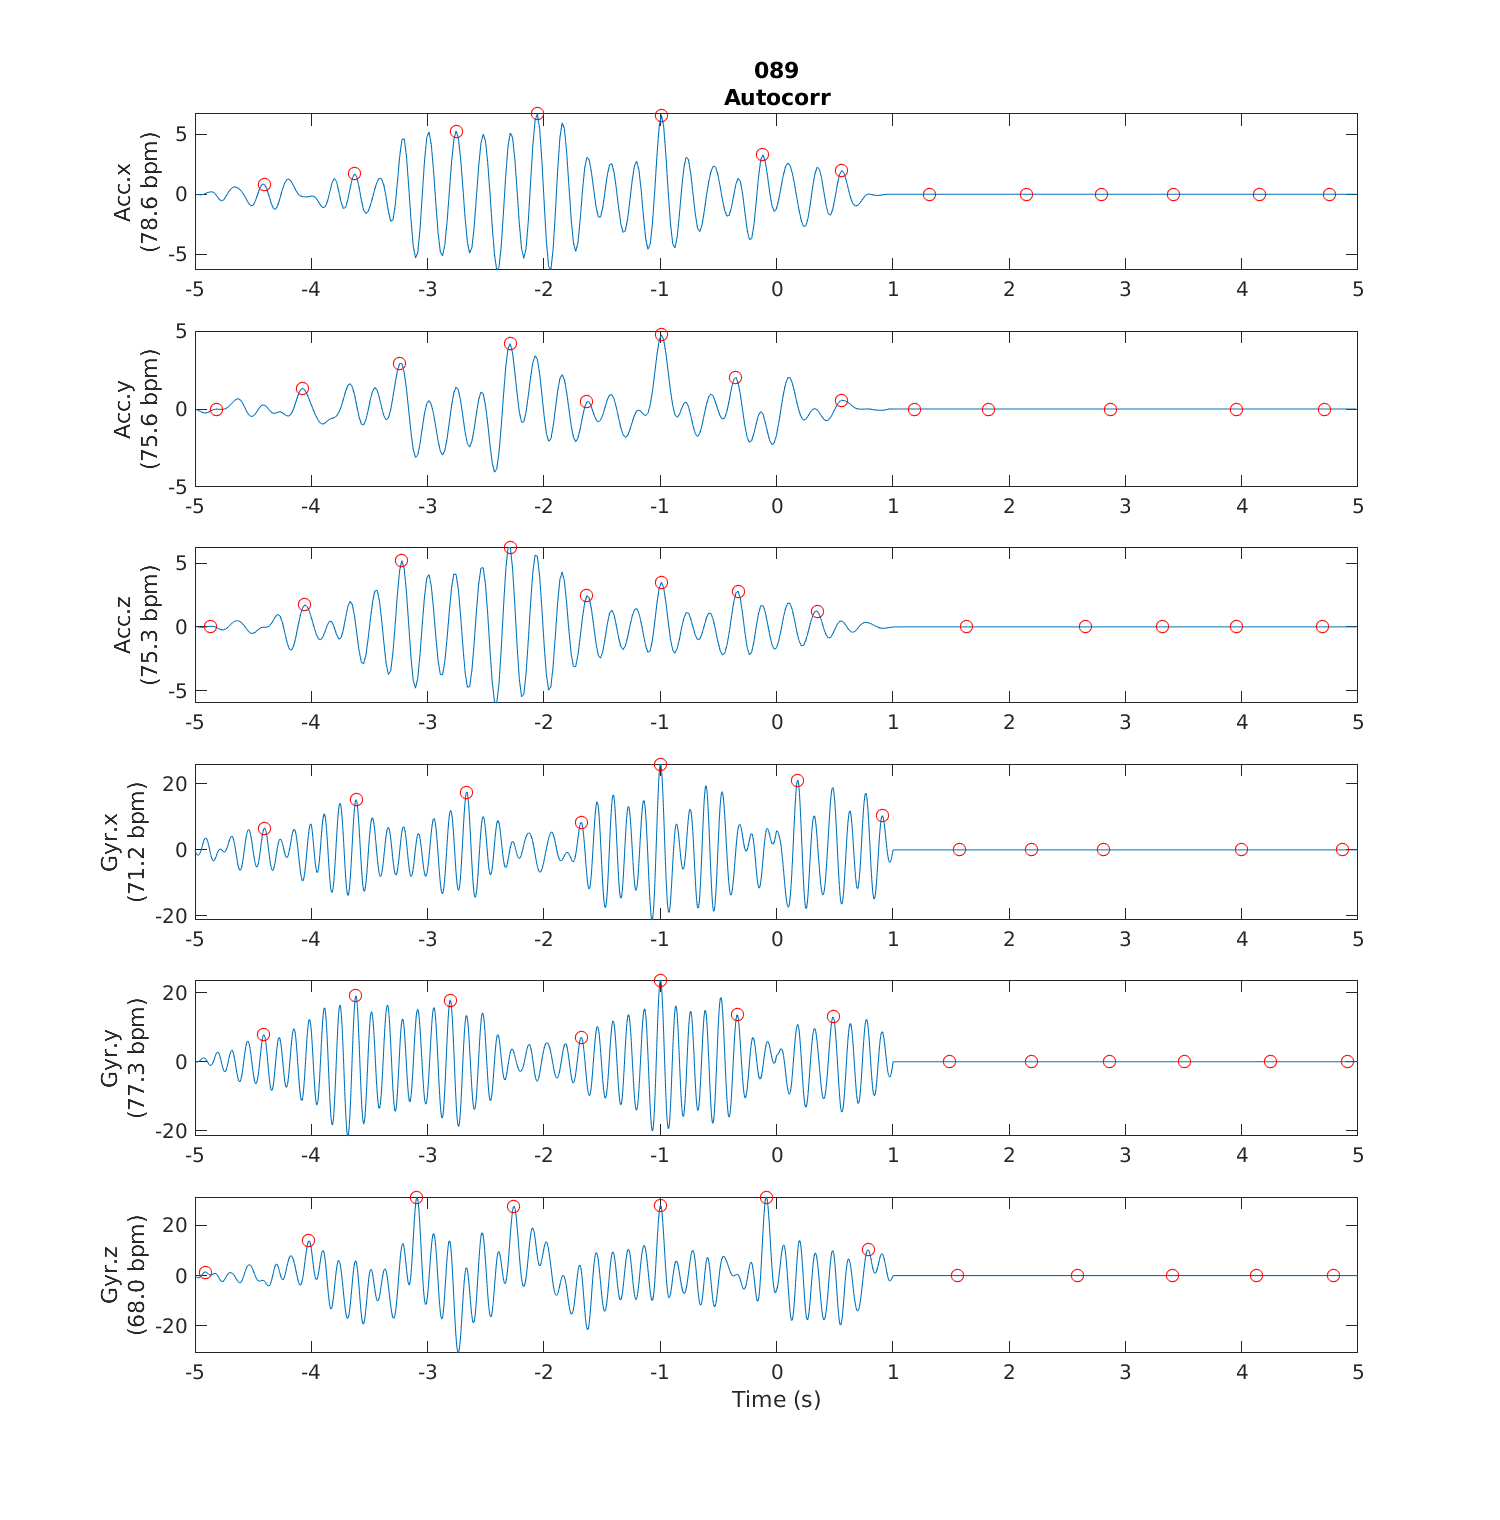 089
Autocorr
Acc.x
(78.6 bpm)
5
0
-5
-5 -4 -3 -2 -1 0 1 2 3 4 5
Acc.y
(75.6 bpm)
5
0
-5
-5 -4 -3 -2 -1 0 1 2 3 4 5
Acc.z
(75.3 bpm)
5
0
-5
-5 -4 -3 -2 -1 0 1 2 3 4 5
Gyr.x
(71.2 bpm)
20
0
-20
-5 -4 -3 -2 -1 0 1 2 3 4 5
Gyr.y
(77.3 bpm)
20
0
-20
-5 -4 -3 -2 -1 0 1 2 3 4 5
Gyr.z
(68.0 bpm)
20
0
-20
-5 -4 -3 -2 -1 0 1 2 3 4 5
Time (s)